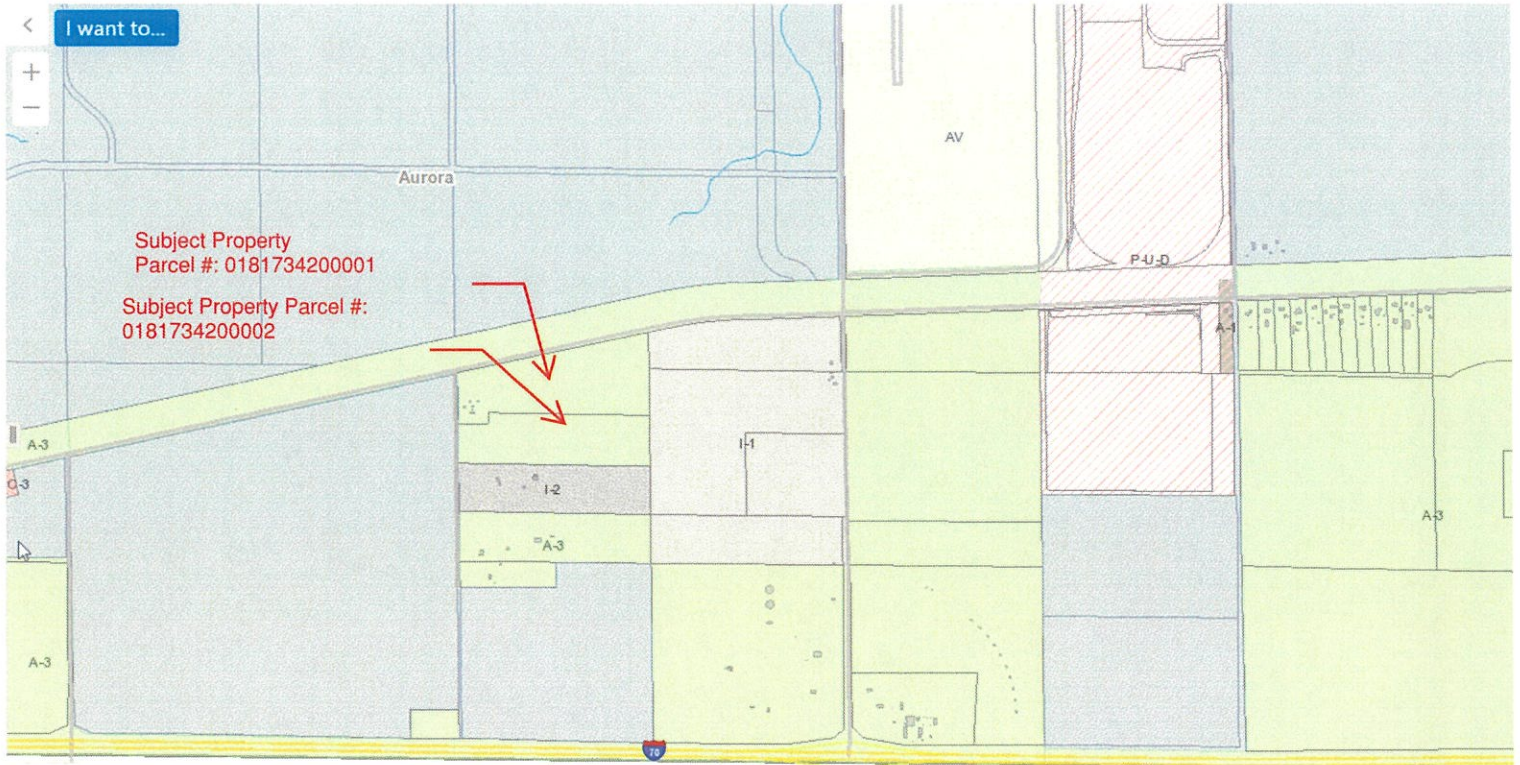 I want to...
+
−
AV
Aurora
Subject Property
Parcel #: 0181734200001
P-U-D
Subject Property Parcel #:
0181734200002
A-1
A-3
I-1
C-3
I-2
A-3
A-3
A-3
70